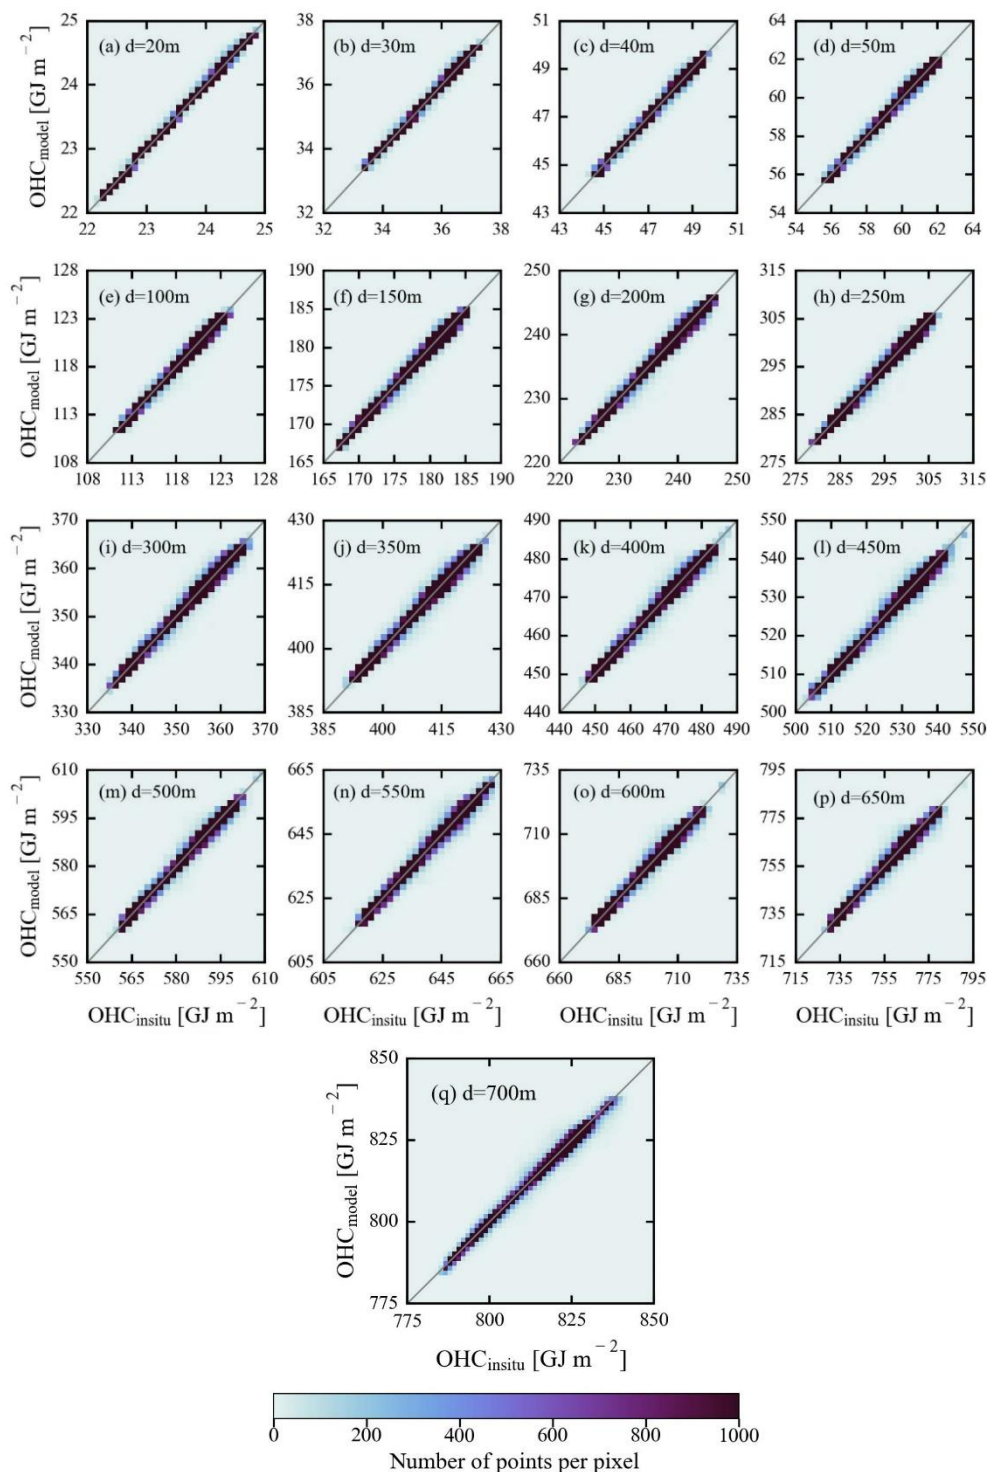 (a) d=20m
(b) d=30m
(c) d=40m
(d) d=50m
OHCmodel [GJ m−2]
25
24
23
22
22 23 24 25
38
36
34
32
32 34 36 38
51
49
47
45
43
43 45 47 49 51
64
62
60
58
56
54
54 56 58 60 62 64
(e) d=100m
(f) d=150m
(g) d=200m
(h) d=250m
OHCmodel [GJ m−2]
128
123
118
113
108
108 113 118 123 128
190
185
180
175
170
165
165 170 175 180 185 190
250
240
230
220
220 230 240 250
315
305
295
285
275
275 285 295 305 315
(i) d=300m
(j) d=350m
(k) d=400m
(l) d=450m
OHCmodel [GJ m−2]
370
360
350
340
330
330 340 350 360 370
430
415
400
385
385 400 415 430
490
480
470
460
450
440
440 450 460 470 480 490
550
540
530
520
510
500
500 510 520 530 540 550
(m) d=500m
(n) d=550m
(o) d=600m
(p) d=650m
OHCmodel [GJ m−2]
610
595
580
565
550
550 565 580 595 610
665
645
625
605
605 625 645 665
735
710
685
660
660 685 710 735
795
775
755
735
715
715 735 755 775 795
OHCinsitu [GJ m−2]
OHCinsitu [GJ m−2]
OHCinsitu [GJ m−2]
OHCinsitu [GJ m−2]
(q) d=700m
OHCmodel [GJ m−2]
850
825
800
775
775 800 825 850
OHCinsitu [GJ m−2]
0 200 400 600 800 1000
Number of points per pixel